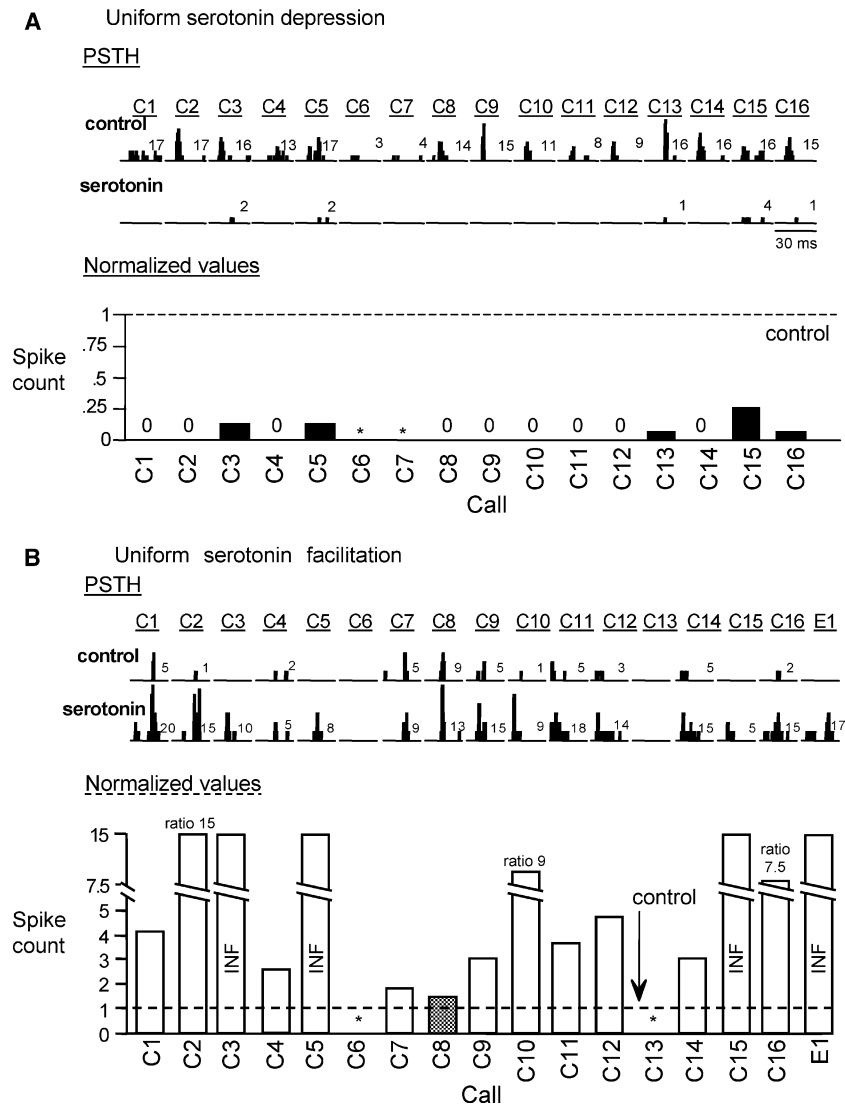 A Uniform serotonin depression
PSTH
C1 C2 C3 C4 C5 C6 C7 C8 C9 C10 C11 C12 C13 C14 C15 C16
control
17 17 16 13 17 3 4 14 15 11 8 9 16 16 16 15
serotonin
2 2 1 4 1
30 ms
Normalized values
1
control
.75
Spike count
.5
.25
0
0 0 0 * * 0 0 0 0 0 0
C1 C2 C3 C4 C5 C6 C7 C8 C9 C10 C11 C12 C13 C14 C15 C16
Call
B Uniform serotonin facilitation
PSTH
C1 C2 C3 C4 C5 C6 C7 C8 C9 C10 C11 C12 C13 C14 C15 C16 E1
control
5 1 2 5 9 5 1 5 3 5 2
serotonin
20 15 10 5 8 9 13 15 9 18 14 15 5 15 17
Normalized values
ratio 15
15
ratio 9
ratio 7.5
7.5
control
5
Spike count
4
INF INF INF INF
3
2
1
0
* *
C1 C2 C3 C4 C5 C6 C7 C8 C9 C10 C11 C12 C13 C14 C15 C16 E1
Call